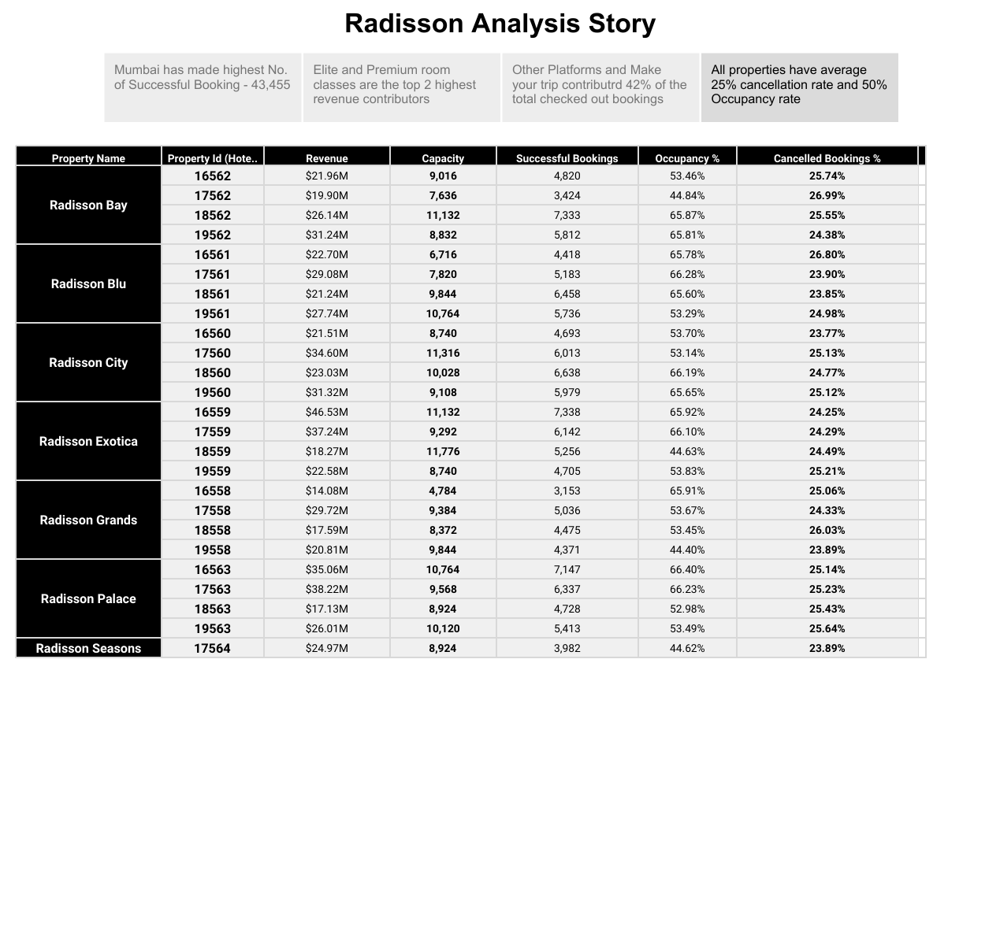 Radisson Analysis Story
Mumbai has made highest No.
of Successful Booking - 43,455
Elite and Premium room
classes are the top 2 highest
revenue contributors
Other Platforms and Make
your trip contributrd 42% of the
total checked out bookings
All properties have average
25% cancellation rate and 50%
Occupancy rate
Property Name Property Id (Hote.. Revenue Capacity Successful Bookings Occupancy % Cancelled Bookings %
Radisson Bay
16562 $21.96M 9,016 4,820 53.46% 25.74%
17562 $19.90M 7,636 3,424 44.84% 26.99%
18562 $26.14M 11,132 7,333 65.87% 25.55%
19562 $31.24M 8,832 5,812 65.81% 24.38%
Radisson Blu
16561 $22.70M 6,716 4,418 65.78% 26.80%
17561 $29.08M 7,820 5,183 66.28% 23.90%
18561 $21.24M 9,844 6,458 65.60% 23.85%
19561 $27.74M 10,764 5,736 53.29% 24.98%
Radisson City
16560 $21.51M 8,740 4,693 53.70% 23.77%
17560 $34.60M 11,316 6,013 53.14% 25.13%
18560 $23.03M 10,028 6,638 66.19% 24.77%
19560 $31.32M 9,108 5,979 65.65% 25.12%
Radisson Exotica
16559 $46.53M 11,132 7,338 65.92% 24.25%
17559 $37.24M 9,292 6,142 66.10% 24.29%
18559 $18.27M 11,776 5,256 44.63% 24.49%
19559 $22.58M 8,740 4,705 53.83% 25.21%
Radisson Grands
16558 $14.08M 4,784 3,153 65.91% 25.06%
17558 $29.72M 9,384 5,036 53.67% 24.33%
18558 $17.59M 8,372 4,475 53.45% 26.03%
19558 $20.81M 9,844 4,371 44.40% 23.89%
Radisson Palace
16563 $35.06M 10,764 7,147 66.40% 25.14%
17563 $38.22M 9,568 6,337 66.23% 25.23%
18563 $17.13M 8,924 4,728 52.98% 25.43%
19563 $26.01M 10,120 5,413 53.49% 25.64%
Radisson Seasons 17564 $24.97M 8,924 3,982 44.62% 23.89%